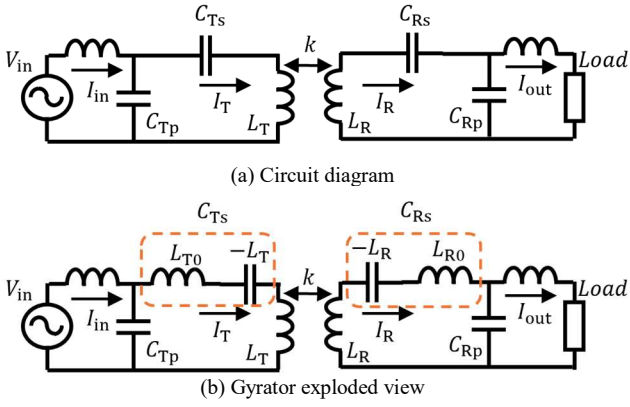 C_Ts C_Rs
V_in k Load
I_in I_T I_R I_out
C_Tp L_T L_R C_Rp
(a) Circuit diagram
C_Ts C_Rs
L_T0 −L_T −L_R L_R0
V_in k Load
I_in I_T I_R I_out
C_Tp L_T L_R C_Rp
(b) Gyrator exploded view